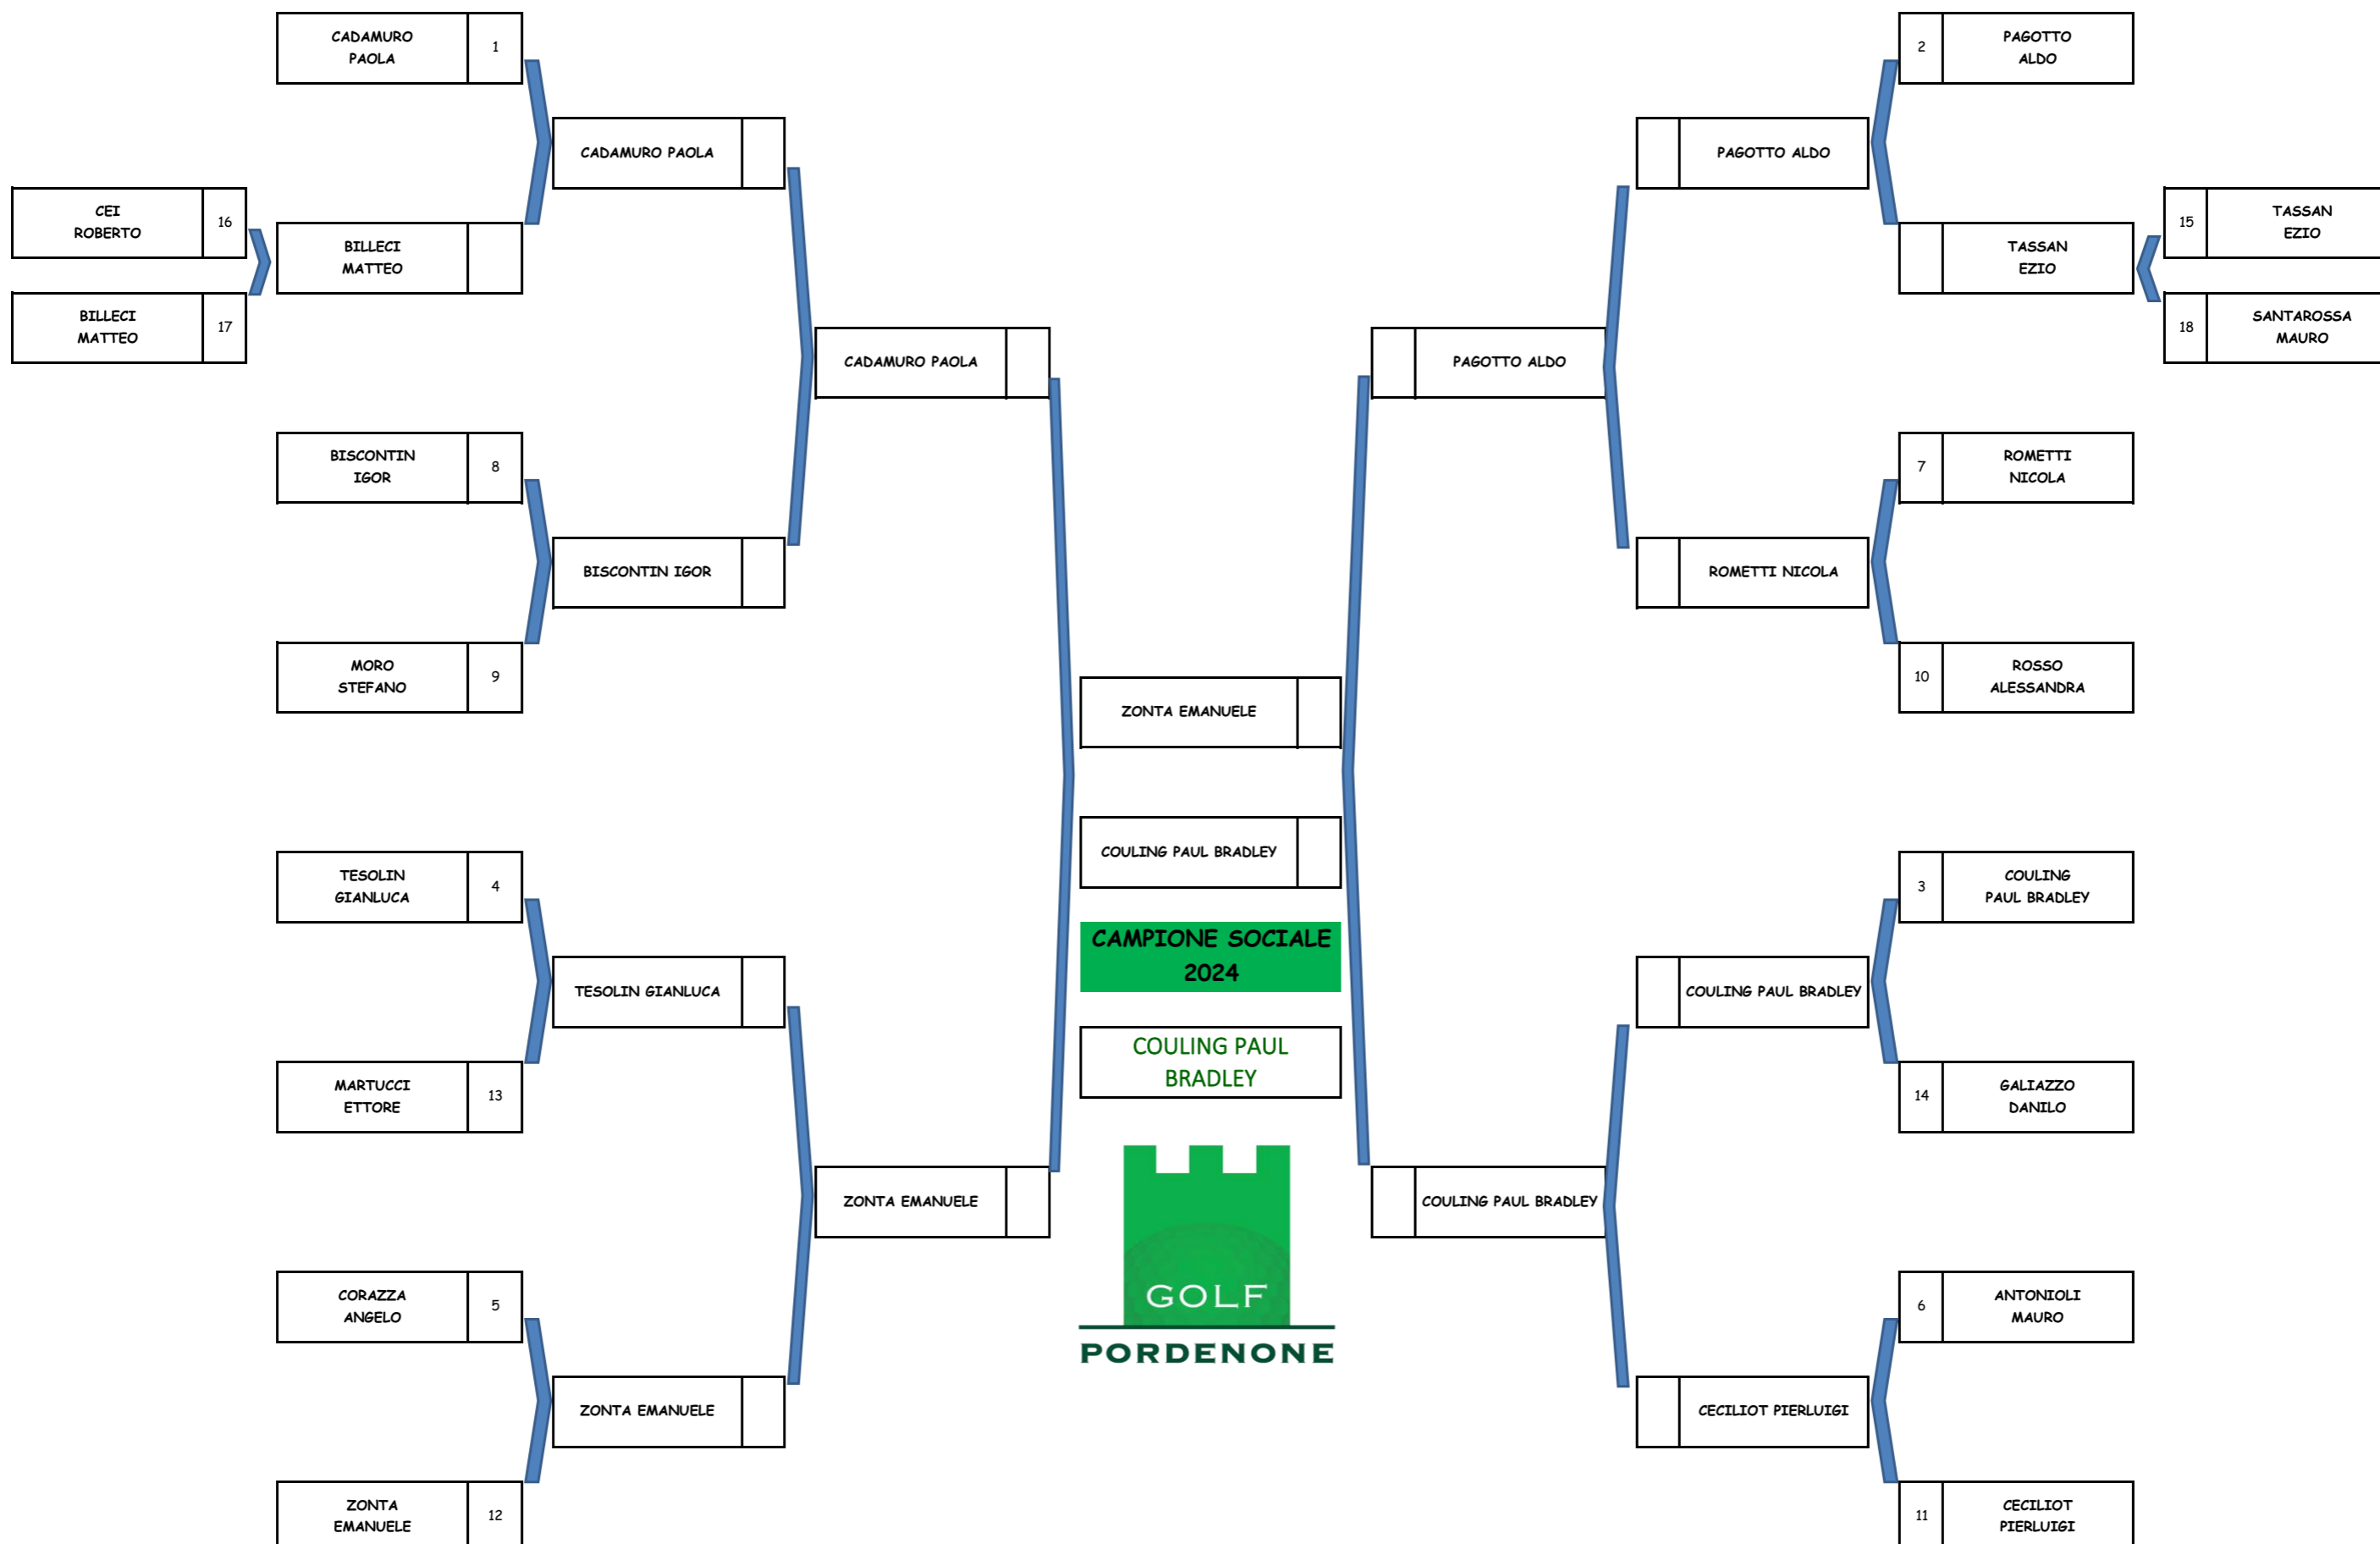 CADAMURO
PAOLA
1
CADAMURO PAOLA
CEI
ROBERTO
16
BILLECI
MATTEO
BILLECI
MATTEO
17
CADAMURO PAOLA
BISCONTIN
IGOR
8
BISCONTIN IGOR
MORO
STEFANO
9
TESOLIN
GIANLUCA
4
TESOLIN GIANLUCA
MARTUCCI
ETTORE
13
ZONTA EMANUELE
CORAZZA
ANGELO
5
ZONTA EMANUELE
ZONTA
EMANUELE
12
ZONTA EMANUELE
COULING PAUL BRADLEY
CAMPIONE SOCIALE
2024
COULING PAUL
BRADLEY
GOLF
PORDENONE
2
PAGOTTO
ALDO
PAGOTTO ALDO
TASSAN
EZIO
15
TASSAN
EZIO
18
SANTAROSSA
MAURO
PAGOTTO ALDO
7
ROMETTI
NICOLA
ROMETTI NICOLA
10
ROSSO
ALESSANDRA
3
COULING
PAUL BRADLEY
COULING PAUL BRADLEY
14
GALIAZZO
DANILO
COULING PAUL BRADLEY
6
ANTONIOLI
MAURO
CECILIOT PIERLUIGI
11
CECILIOT
PIERLUIGI